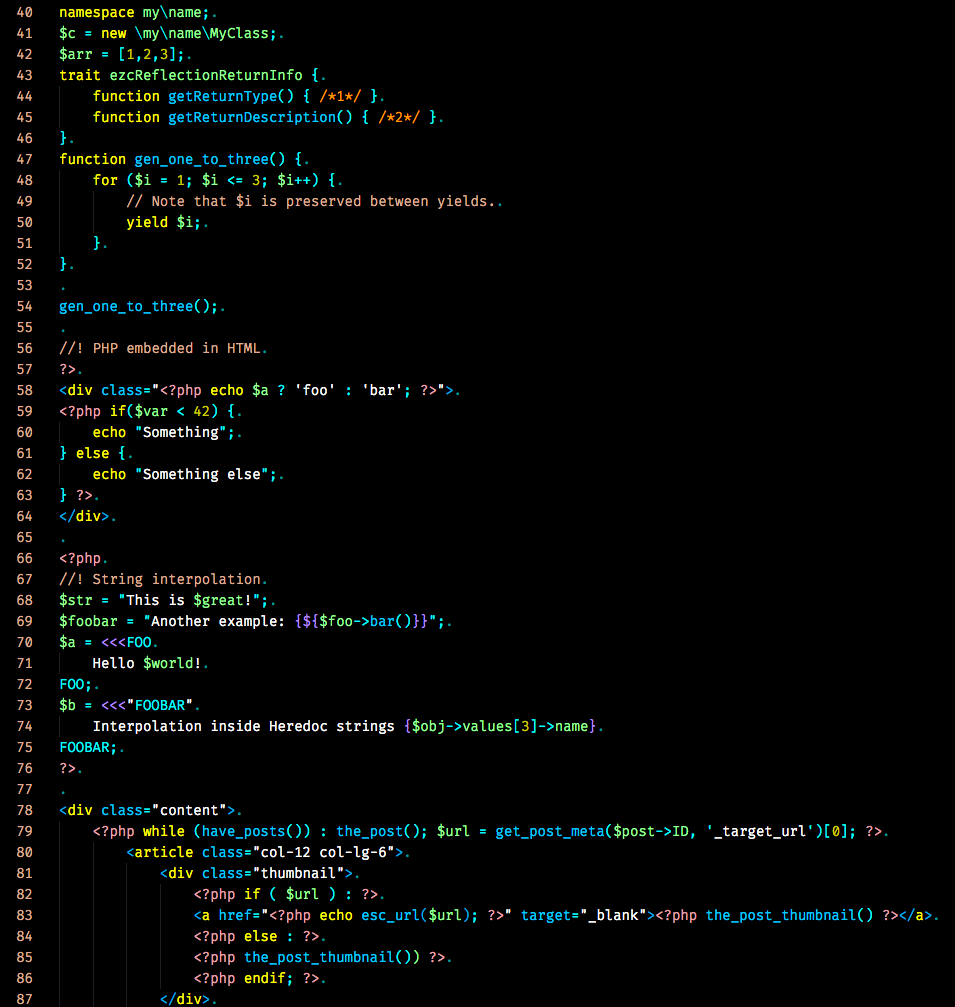 40 namespace my\name;
41 $c = new \my\name\MyClass;
42 $arr = [1,2,3];
43 trait ezcReflectionReturnInfo {
44     function getReturnType() { /*1*/ }
45     function getReturnDescription() { /*2*/ }
46 }
47 function gen_one_to_three() {
48     for ($i = 1; $i <= 3; $i++) {
49         // Note that $i is preserved between yields.
50         yield $i;
51     }
52 }
53
54 gen_one_to_three();
55
56 //! PHP embedded in HTML
57 ?>
58 <div class="<?php echo $a ? 'foo' : 'bar'; ?>">
59 <?php if($var < 42) {
60     echo "Something";
61 } else {
62     echo "Something else";
63 } ?>
64 </div>
65
66 <?php
67 //! String interpolation
68 $str = "This is $great!";
69 $foobar = "Another example: {${$foo->bar()}}";
70 $a = <<<FOO
71     Hello $world!
72 FOO;
73 $b = <<<"FOOBAR"
74     Interpolation inside Heredoc strings {$obj->values[3]->name}
75 FOOBAR;
76 ?>
77
78 <div class="content">
79     <?php while (have_posts()) : the_post(); $url = get_post_meta($post->ID, '_target_url')[0]; ?>
80         <article class="col-12 col-lg-6">
81             <div class="thumbnail">
82                 <?php if ( $url ) : ?>
83                 <a href="<?php echo esc_url($url); ?>" target="_blank"><?php the_post_thumbnail() ?></a>
84                 <?php else : ?>
85                 <?php the_post_thumbnail()) ?>
86                 <?php endif; ?>
87             </div>